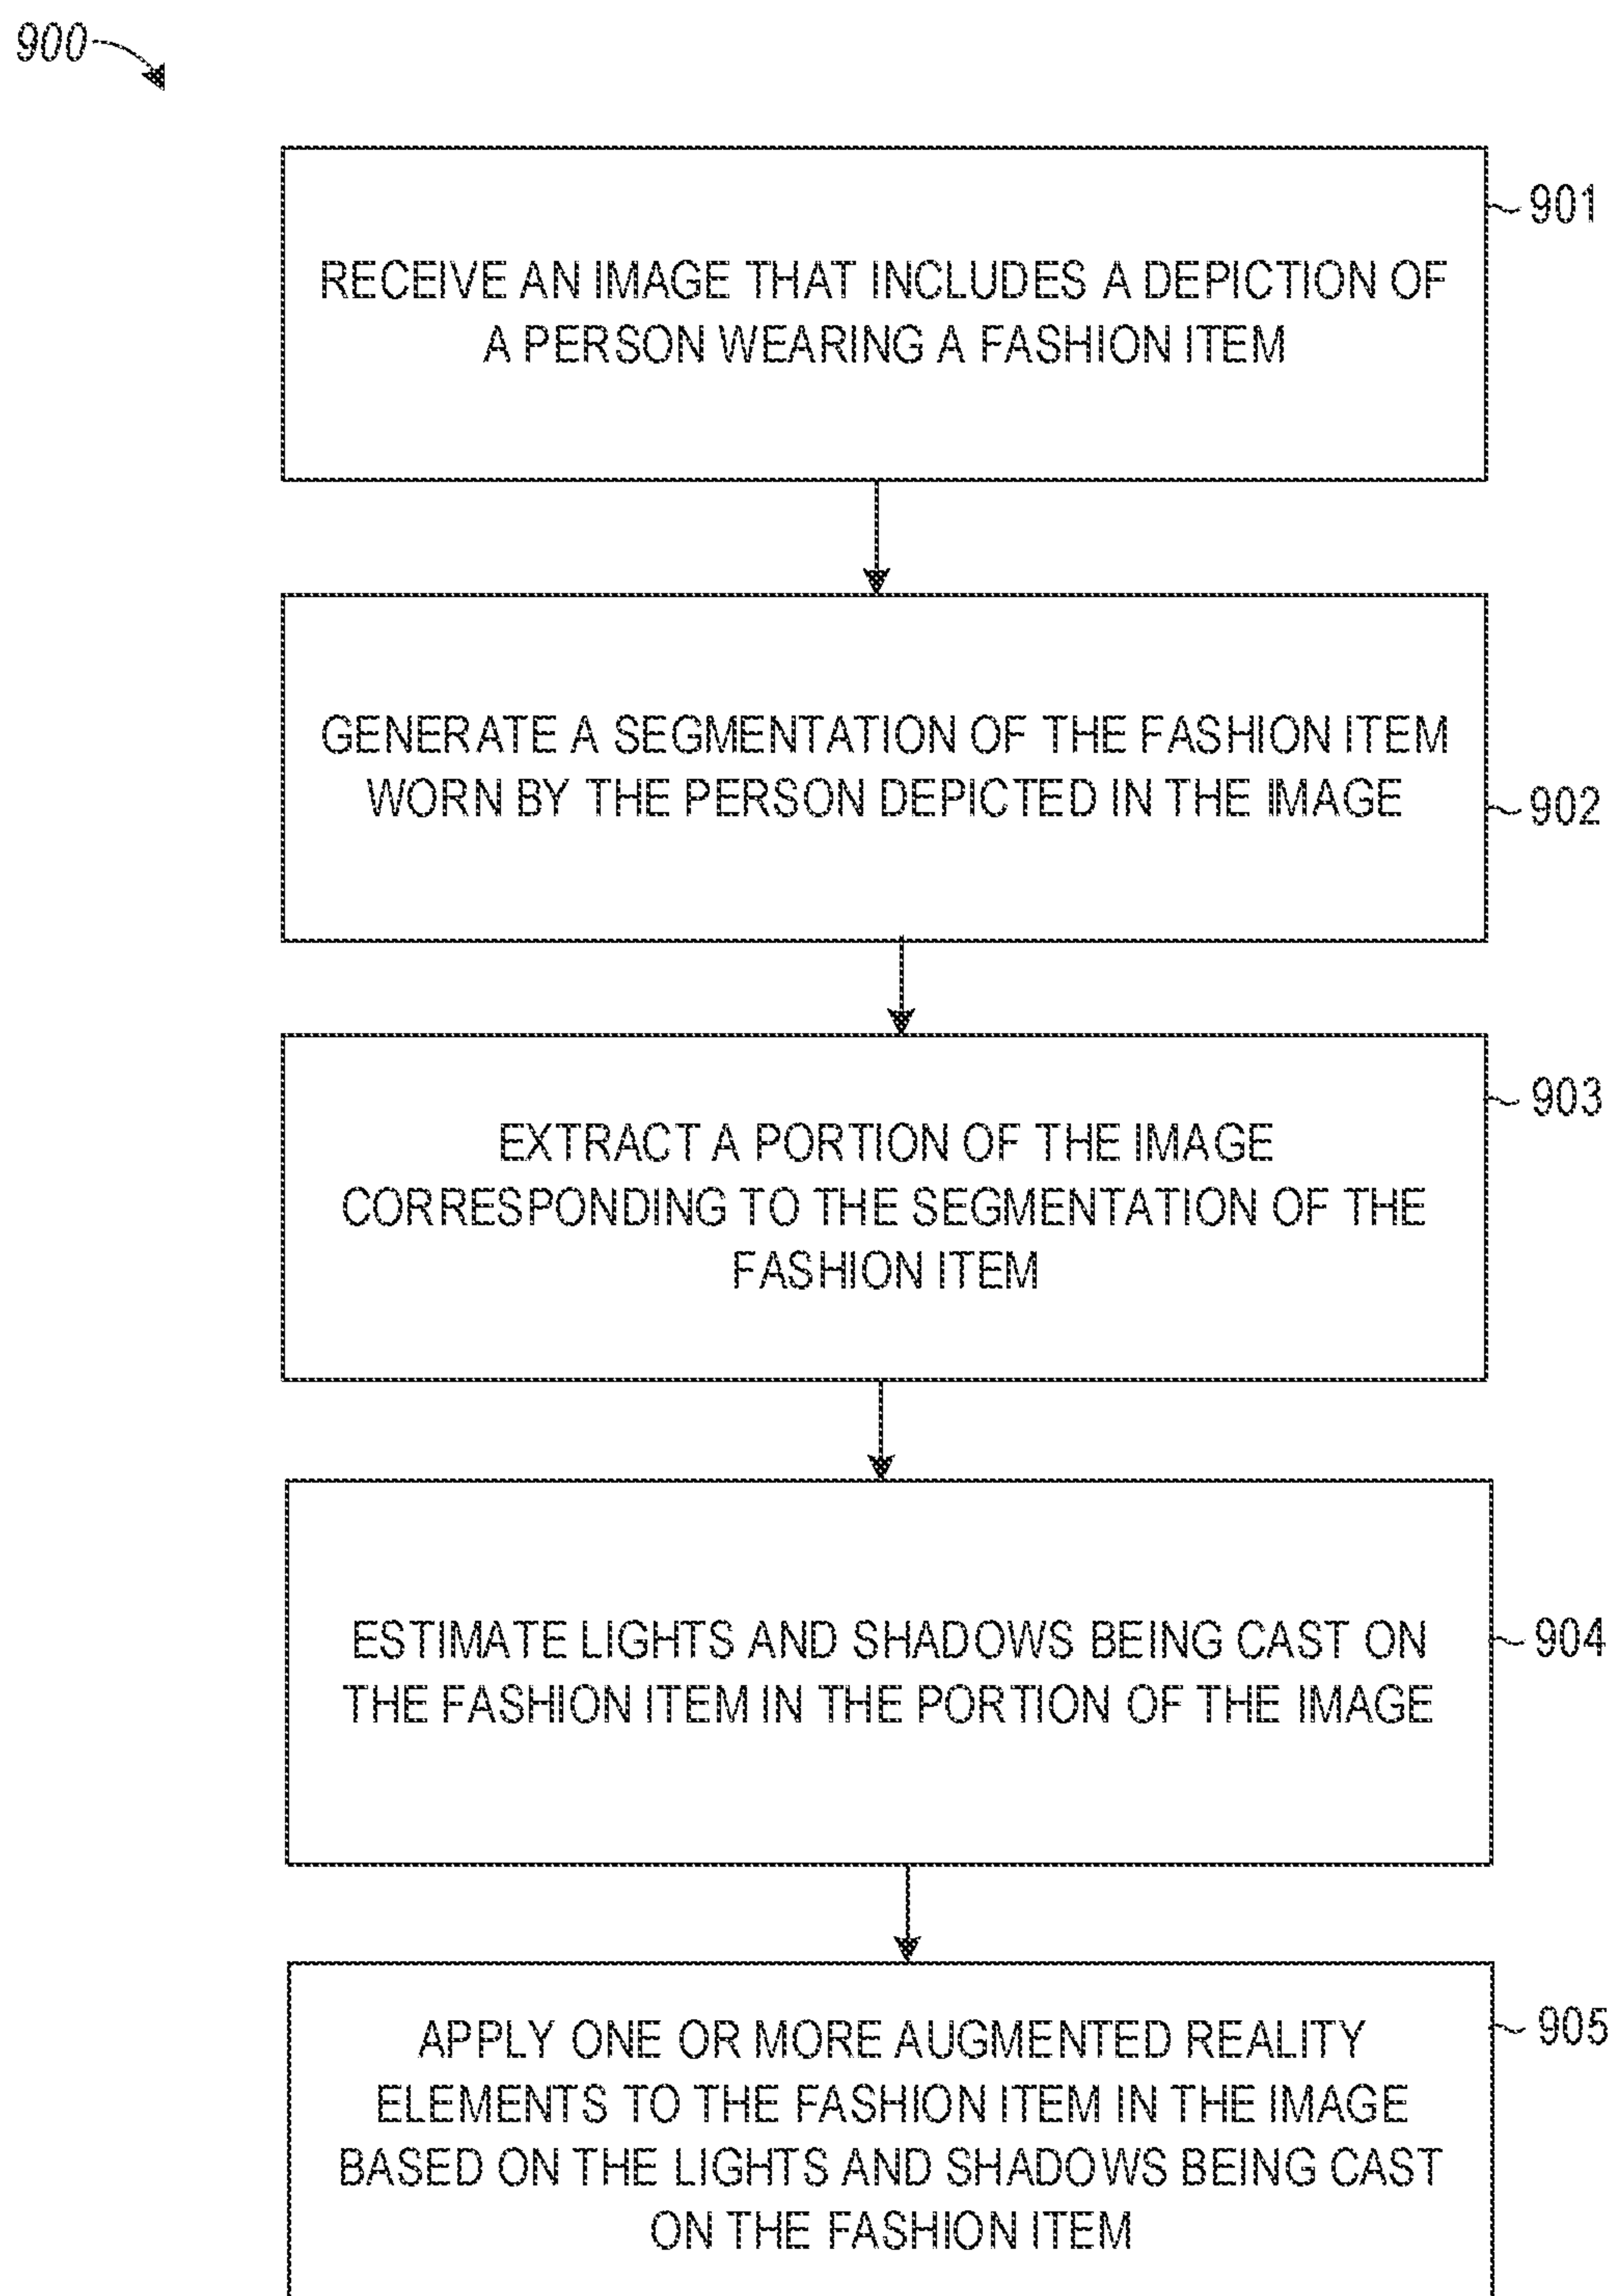 900
901
RECEIVE AN IMAGE THAT INCLUDES A DEPICTION OF
A PERSON WEARING A FASHION ITEM
GENERATE A SEGMENTATION OF THE FASHION ITEM
WORN BY THE PERSON DEPICTED IN THE IMAGE
902
903
EXTRACT A PORTION OF THE IMAGE
CORRESPONDING TO THE SEGMENTATION OF THE
FASHION ITEM
ESTIMATE LIGHTS AND SHADOWS BEING CAST ON
904
THE FASHION ITEM IN THE PORTION OF THE IMAGE
905
APPLY ONE OR MORE AUGMENTED REALITY
ELEMENTS TO THE FASHION ITEM IN THE IMAGE
BASED ON THE LIGHTS AND SHADOWS BEING CAST
ON THE FASHION ITEM